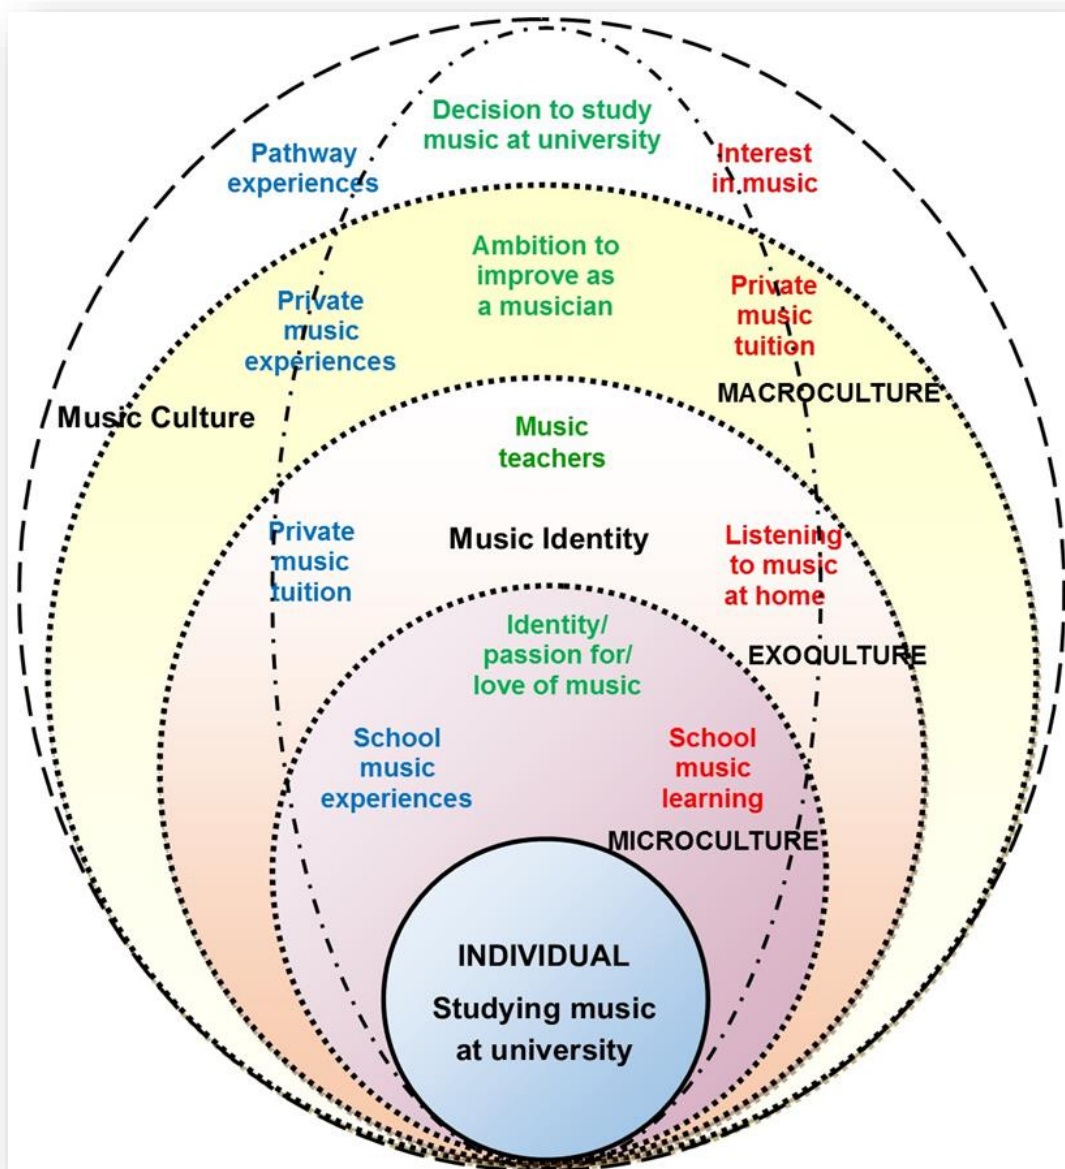 Decision to study
music at university
Pathway
experiences
Interest
in music
Ambition to
improve as
a musician
Private
music
experiences
Private
music
tuition
MACROCULTURE
Music Culture
Music
teachers
Private
music
tuition
Music Identity
Listening
to music
at home
Identity/
passion for/
love of music
EXOCULTURE
School
music
experiences
School
music
learning
MICROCULTURE
INDIVIDUAL
Studying music
at university